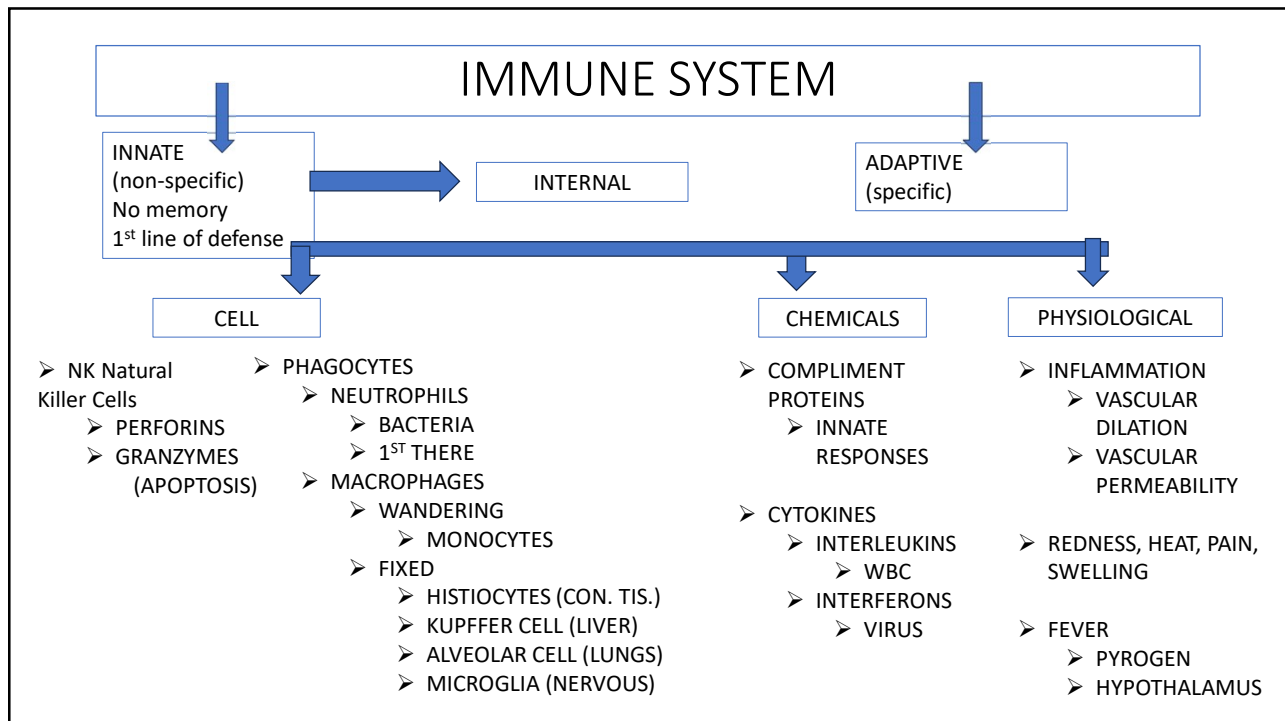 IMMUNE SYSTEM
INNATE
(non-specific)
No memory
1st line of defense
INTERNAL
ADAPTIVE
(specific)
CELL
➢ NK Natural
Killer Cells
➢ PERFORINS
➢ GRANZYMES
(APOPTOSIS)
➢ PHAGOCYTES
➢ NEUTROPHILS
➢ BACTERIA
➢ 1ST THERE
➢ MACROPHAGES
➢ WANDERING
➢ MONOCYTES
➢ FIXED
➢ HISTIOCYTES (CON. TIS.)
➢ KUPFFER CELL (LIVER)
➢ ALVEOLAR CELL (LUNGS)
➢ MICROGLIA (NERVOUS)
CHEMICALS
➢ COMPLIMENT
PROTEINS
➢ INNATE
RESPONSES
➢ CYTOKINES
➢ INTERLEUKINS
➢ WBC
➢ INTERFERONS
➢ VIRUS
PHYSIOLOGICAL
➢ INFLAMMATION
➢ VASCULAR
DILATION
➢ VASCULAR
PERMEABILITY
➢ REDNESS, HEAT, PAIN,
SWELLING
➢ FEVER
➢ PYROGEN
➢ HYPOTHALAMUS